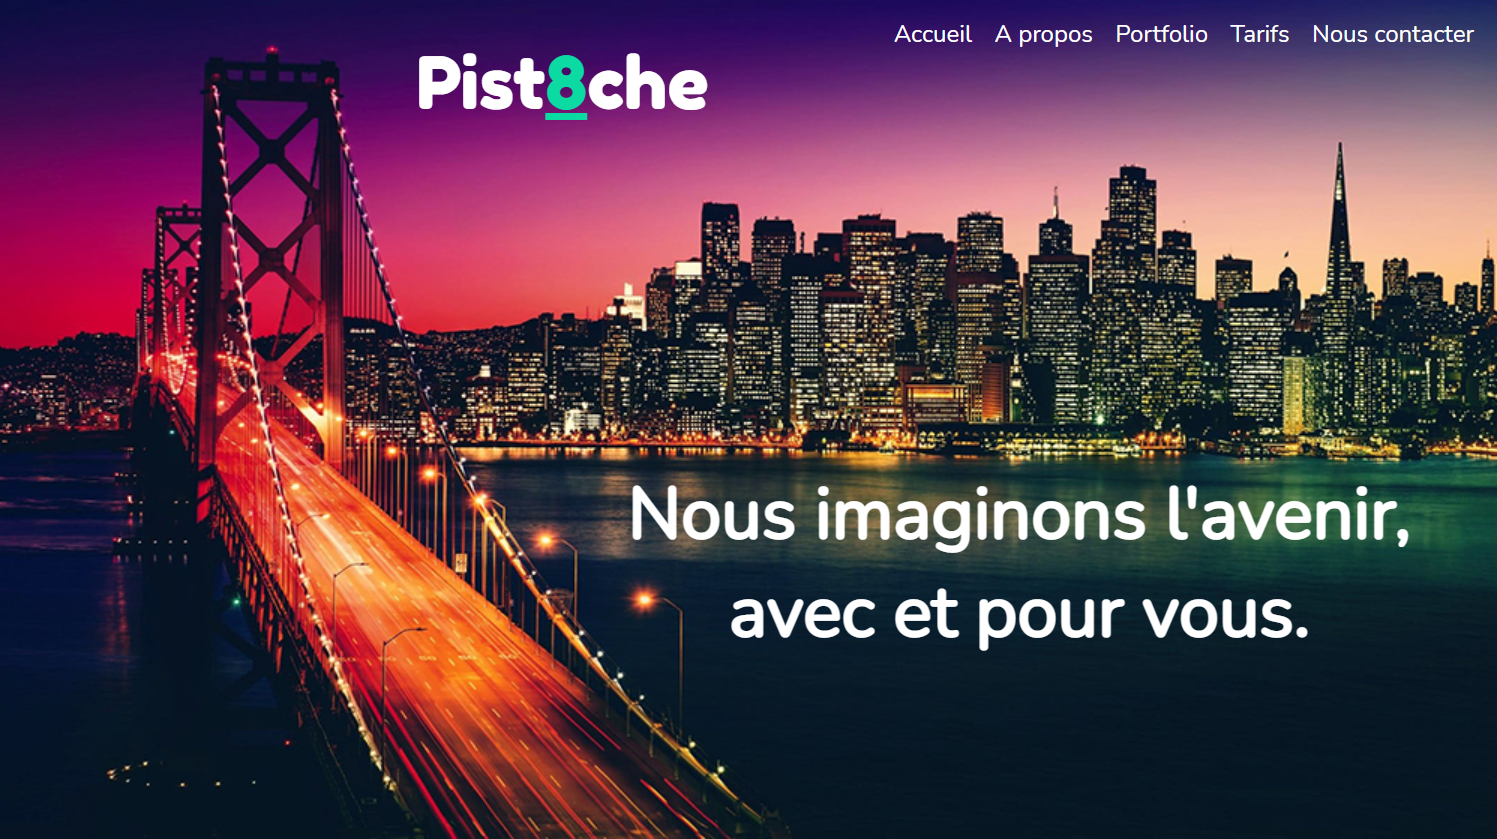 Accueil A propos Portfolio Tarifs Nous contacter
Pist8che
Nous imaginons l'avenir,
avec et pour vous.